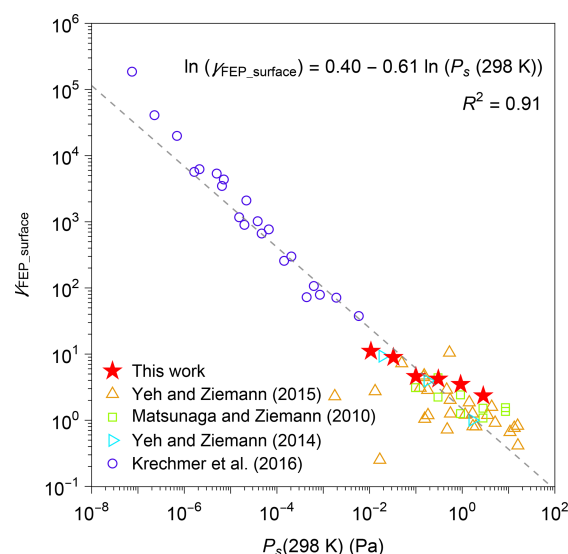 10^6
10^5
10^4
10^3
10^2
10^1
10^0
10^−1
γFEP_surface
ln (γFEP_surface) = 0.40 − 0.61 ln (Ps (298 K))
R^2 = 0.91
This work
Yeh and Ziemann (2015)
Matsunaga and Ziemann (2010)
Yeh and Ziemann (2014)
Krechmer et al. (2016)
10^−8 10^−6 10^−4 10^−2 10^0 10^2
Ps(298 K) (Pa)